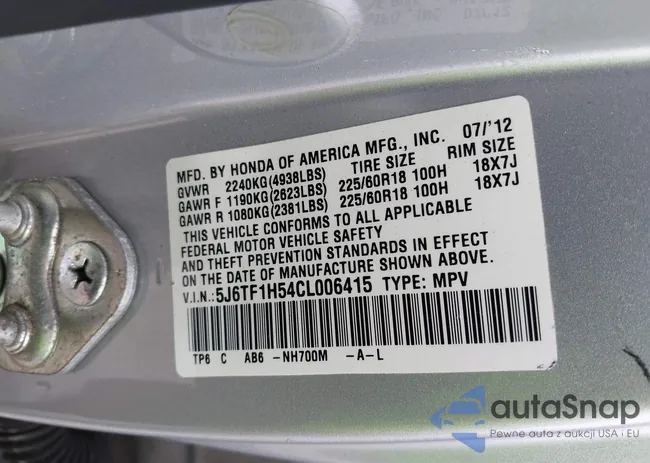 MFD. BY HONDA OF AMERICA MFG., INC. 07/'12
GVWR 2240KG(4938LBS) TIRE SIZE RIM SIZE
GAWR F 1190KG(2623LBS) 225/60R18 100H 18X7J
GAWR R 1080KG(2381LBS) 225/60R18 100H 18X7J
THIS VEHICLE CONFORMS TO ALL APPLICABLE
FEDERAL MOTOR VEHICLE SAFETY
AND THEFT PREVENTION STANDARDS IN EFFECT
ON THE DATE OF MANUFACTURE SHOWN ABOVE.
V.I.N.:5J6TF1H54CL006415 TYPE: MPV
TP6 C AB6 -NH700M -A-L
autaSnap
Pewne auta z aukcji USA i EU